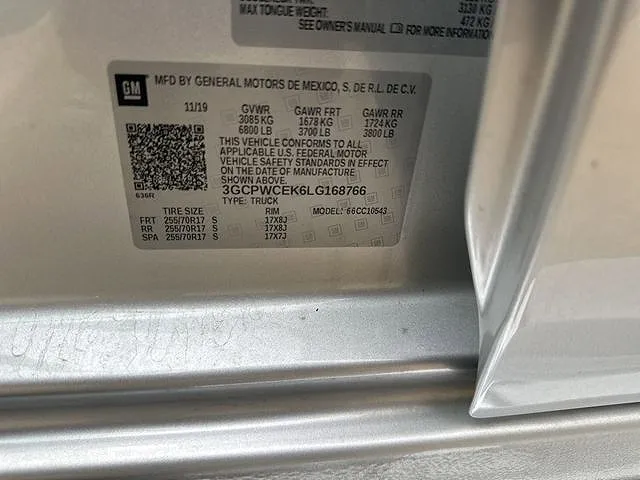 3130 KG
MAX TONGUE WEIGHT:
472 KG
SEE OWNER'S MANUAL FOR MORE INFORMATION
GM
MFD BY GENERAL MOTORS DE MEXICO, S. DE R.L. DE C.V.
11/19 GVWR GAWR FRT GAWR RR
3085 KG 1678 KG 1724 KG
6800 LB 3700 LB 3800 LB
THIS VEHICLE CONFORMS TO ALL
APPLICABLE U.S. FEDERAL MOTOR
VEHICLE SAFETY STANDARDS IN EFFECT
ON THE DATE OF MANUFACTURE
SHOWN ABOVE.
636R
3GCPWCEK6LG168766
TYPE: TRUCK MODEL: 66CC10543
TIRE SIZE RIM
FRT 255/70R17 S 17X8J
RR 255/70R17 S 17X8J
SPA 255/70R17 S 17X7J